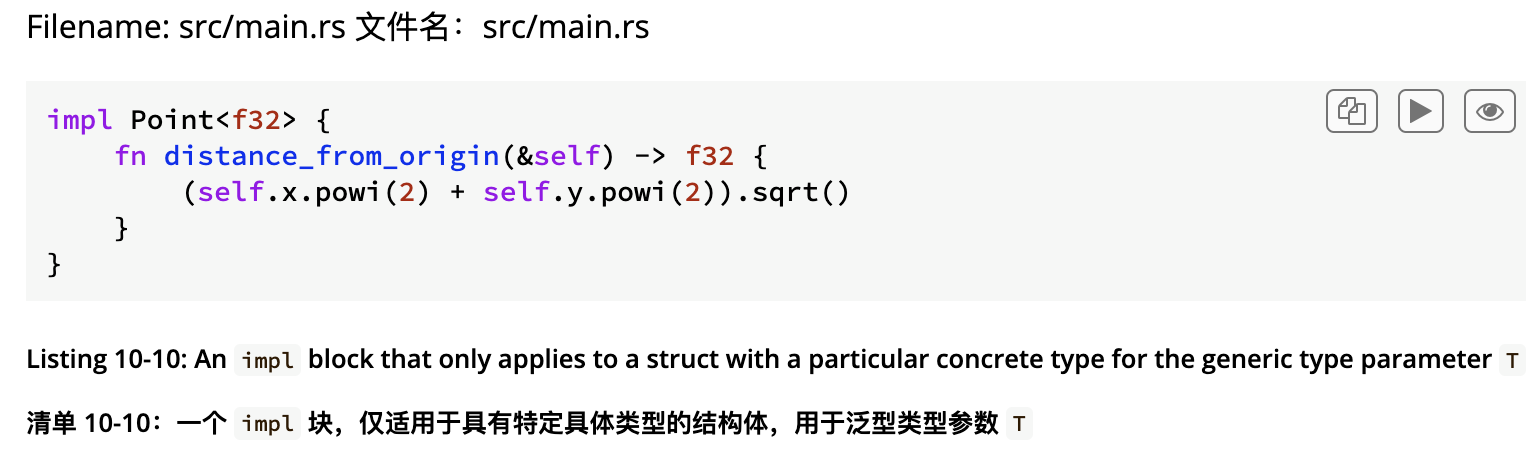 Filename: src/main.rs 文件名：src/main.rs
impl Point<f32> {
    fn distance_from_origin(&self) -> f32 {
        (self.x.powi(2) + self.y.powi(2)).sqrt()
    }
}
Listing 10-10: An impl block that only applies to a struct with a particular concrete type for the generic type parameter T
清单 10-10：一个 impl 块，仅适用于具有特定具体类型的结构体，用于泛型类型参数 T